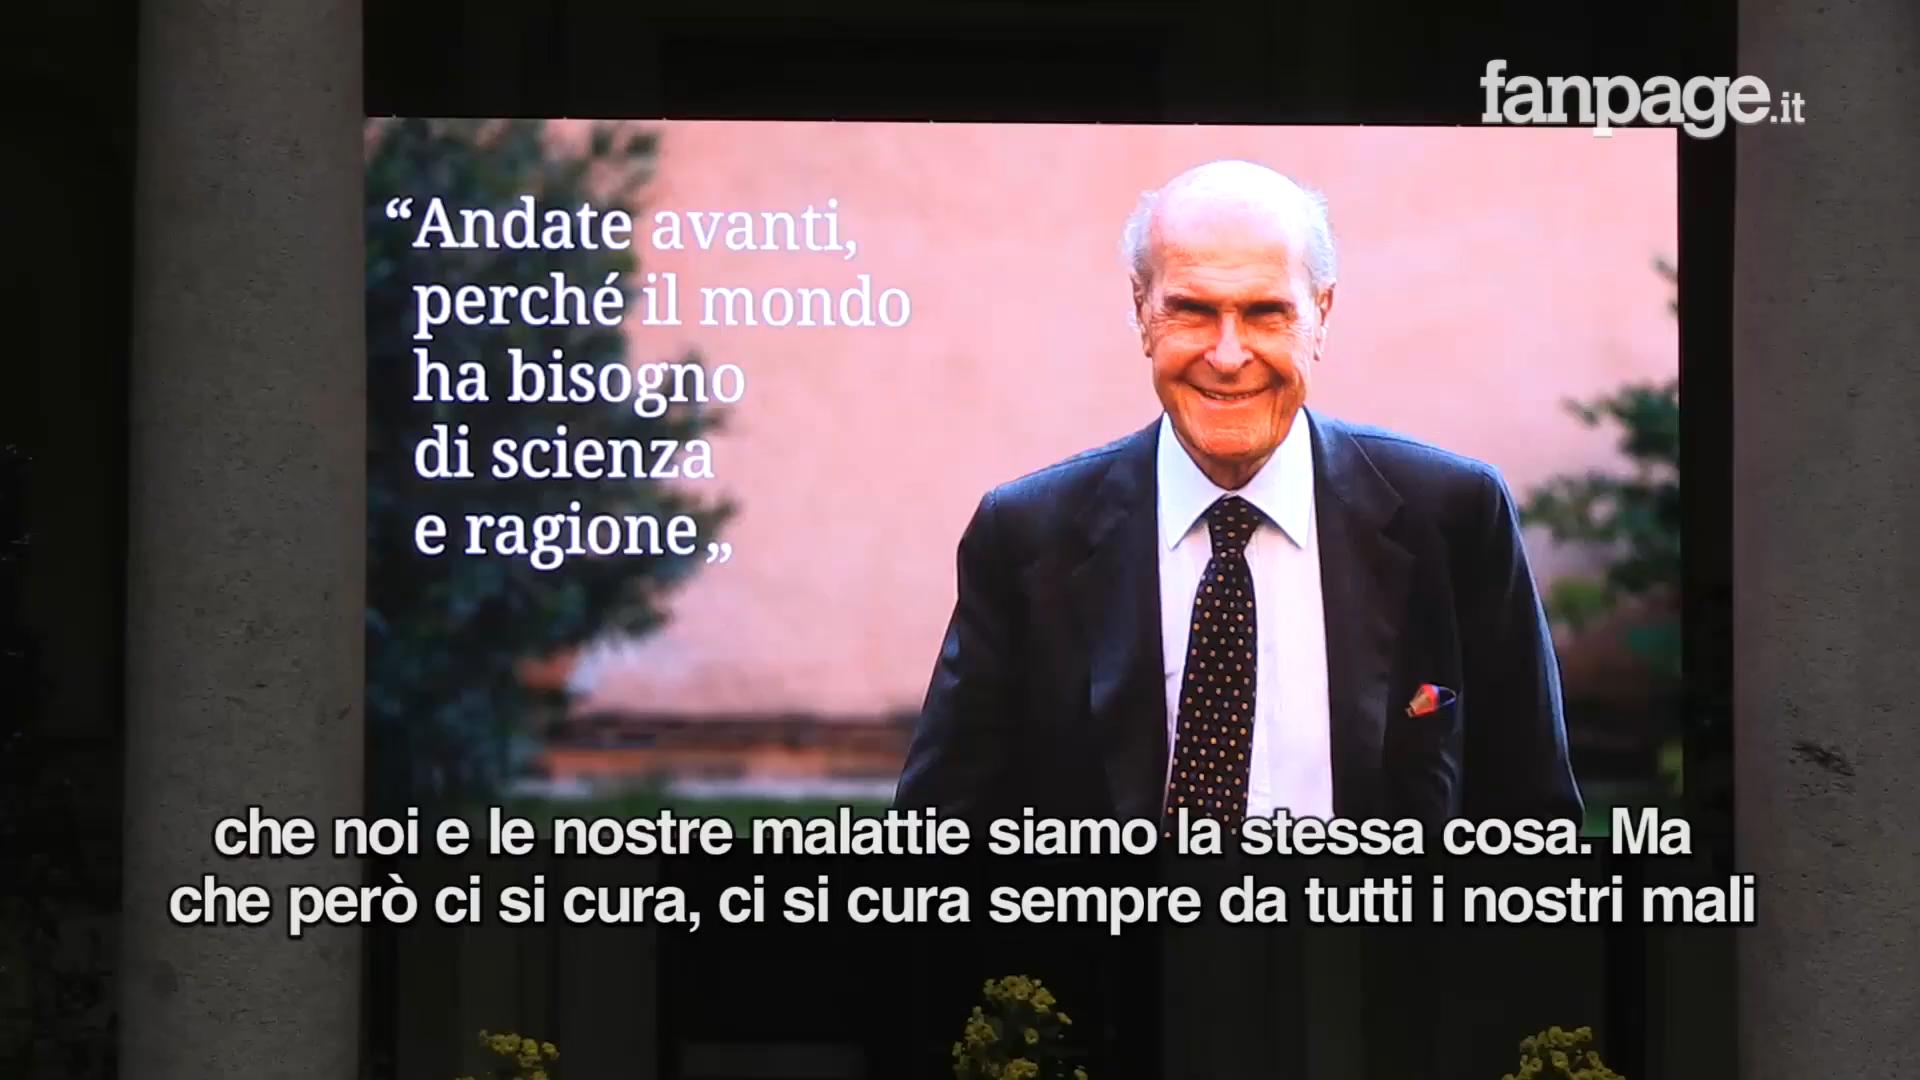 fanpage.it
“Andate avanti,
perché il mondo
ha bisogno
di scienza
e ragione„
che noi e le nostre malattie siamo la stessa cosa. Ma
che però ci si cura, ci si cura sempre da tutti i nostri mali